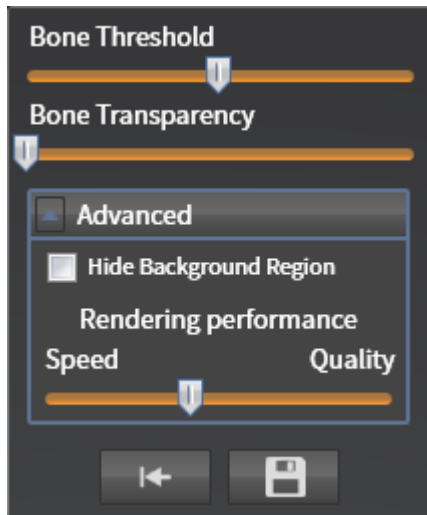 Bone Threshold
Bone Transparency
Advanced
Hide Background Region
Rendering performance
Speed Quality